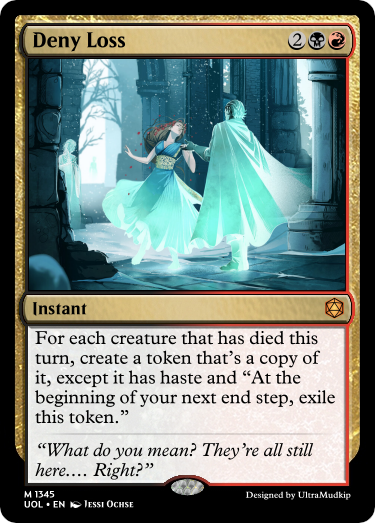 Deny Loss 2
Instant
For each creature that has died this
turn, create a token that's a copy of
it, except it has haste and “At the
beginning of your next end step, exile
this token.”
“What do you mean? They're all still
here.… Right?”
M 1345
UOL • EN Jessi Ochse
Designed by UltraMudkip